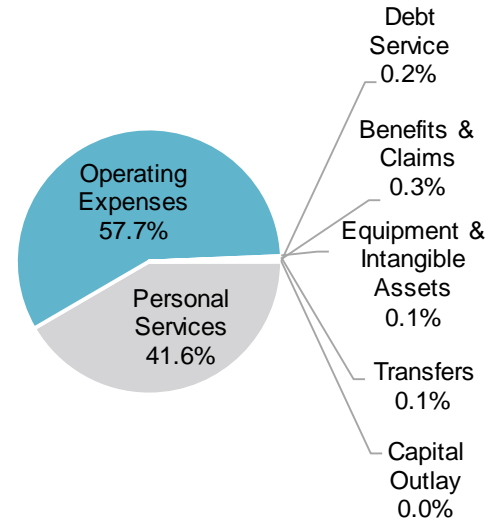 Debt
Service
0.2%
Benefits &
Claims
0.3%
Equipment &
Intangible
Assets
0.1%
Transfers
0.1%
Capital
Outlay
0.0%
Operating
Expenses
57.7%
Personal
Services
41.6%